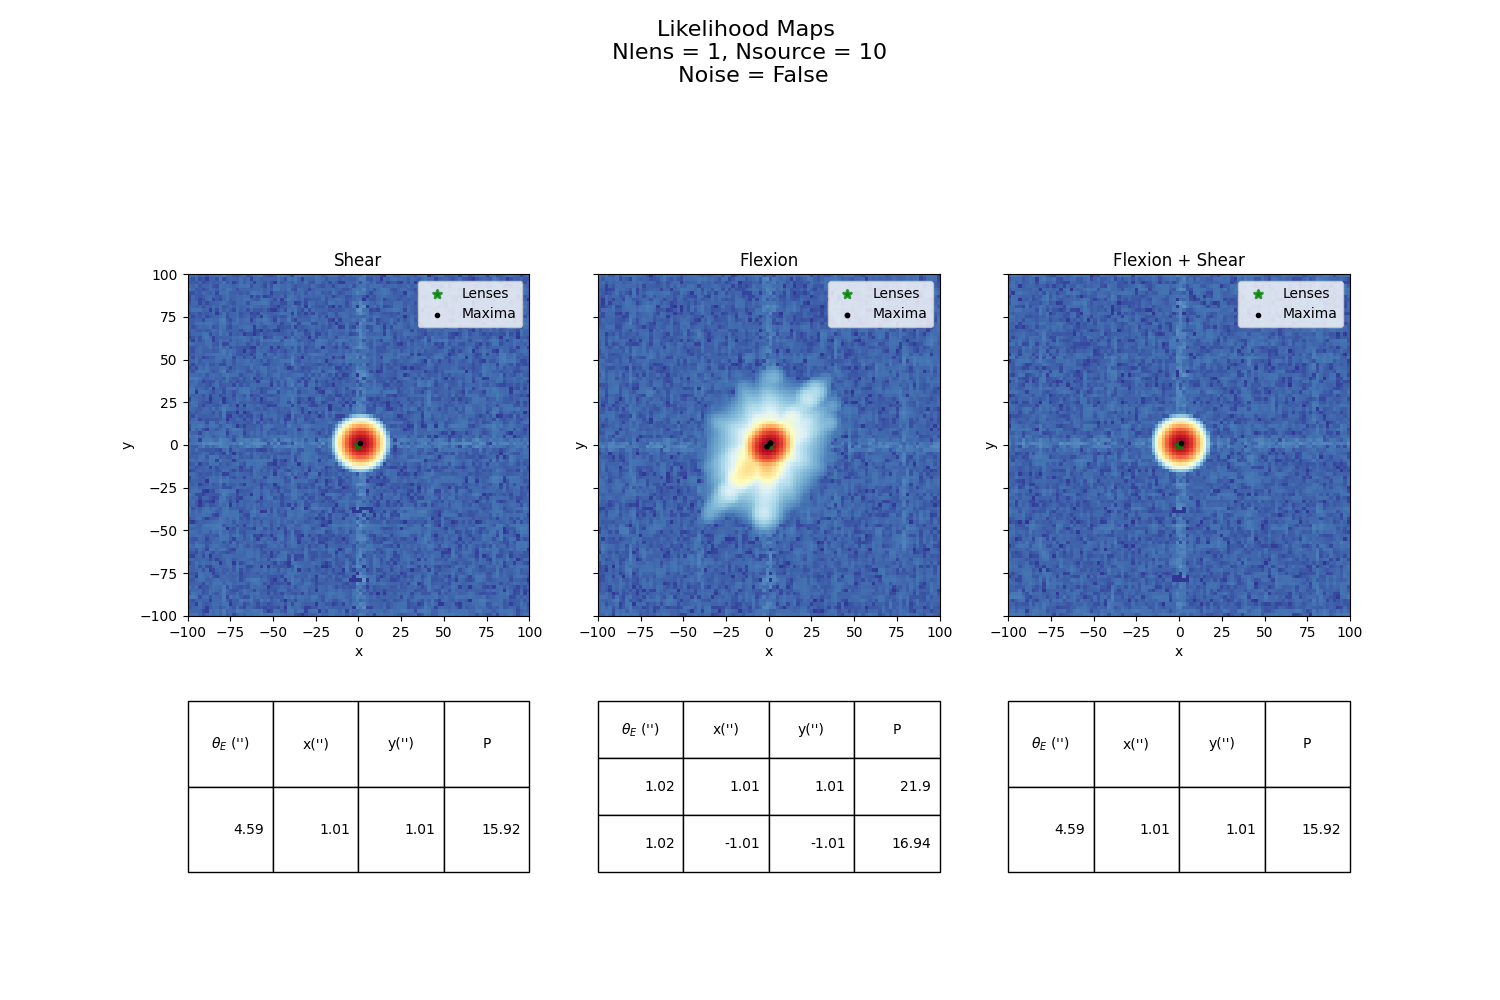 Likelihood Maps
Nlens = 1, Nsource = 10
Noise = False
Shear
Lenses
Maxima
100
75
50
25
0
−25
−50
−75
−100
y
−100 −75 −50 −25 0 25 50 75 100
x
Flexion
Lenses
Maxima
y
−100 −75 −50 −25 0 25 50 75 100
x
Flexion + Shear
Lenses
Maxima
y
−100 −75 −50 −25 0 25 50 75 100
x
θ_E ('') x('') y('') P
4.59 1.01 1.01 15.92
θ_E ('') x('') y('') P
1.02 1.01 1.01 21.9
1.02 -1.01 -1.01 16.94
θ_E ('') x('') y('') P
4.59 1.01 1.01 15.92